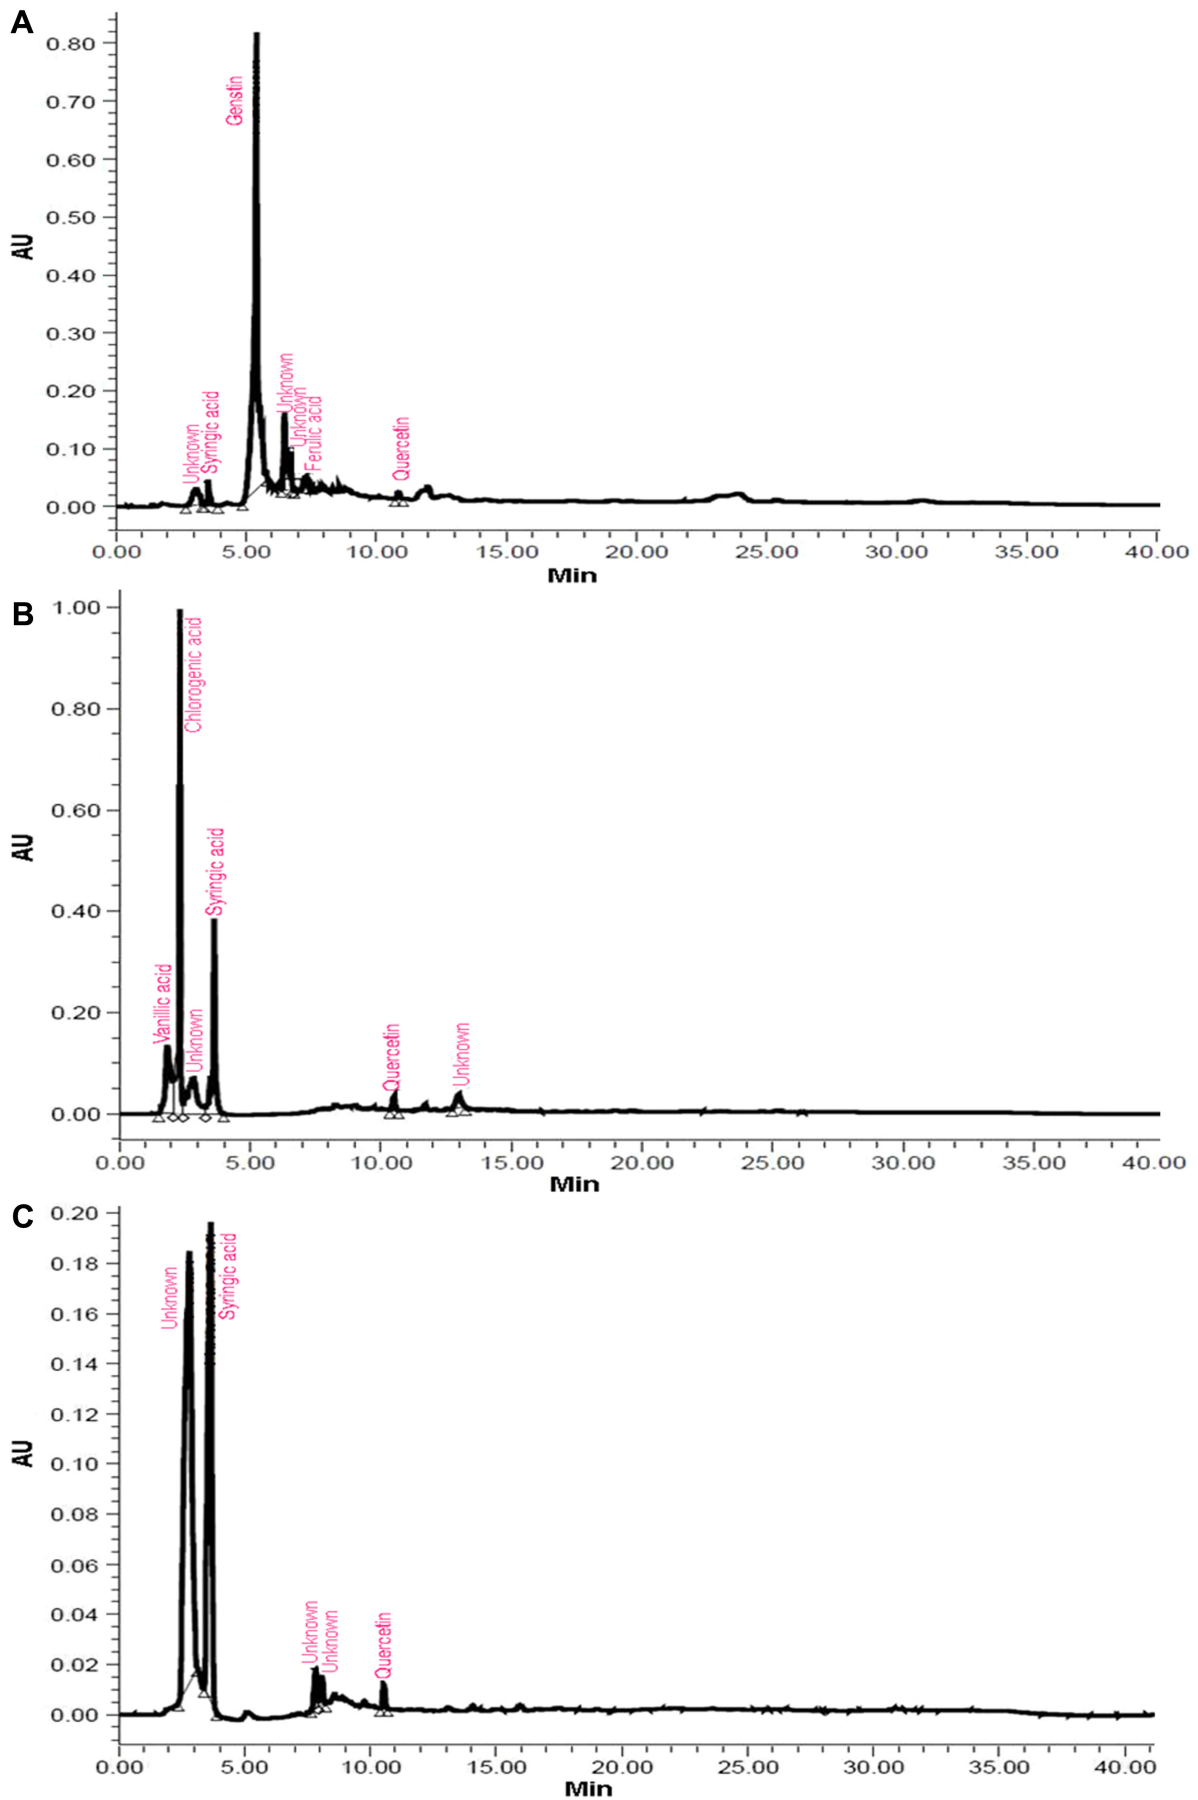 A
0.80
0.70
0.60
0.50
0.40
0.30
0.20
0.10
0.00
AU
Genstin
Unknown
Syringic acid
Unknown
Unknown
Ferulic acid
Quercetin
0.00 5.00 10.00 15.00 20.00 25.00 30.00 35.00 40.00
Min
B
1.00
0.80
0.60
0.40
0.20
0.00
AU
Vanillic acid
Chlorogenic acid
Unknown
Syringic acid
Quercetin
Unknown
0.00 5.00 10.00 15.00 20.00 25.00 30.00 35.00 40.00
Min
C
0.20
0.18
0.16
0.14
0.12
0.10
0.08
0.06
0.04
0.02
0.00
AU
Unknown
Syringic acid
Unknown
Unknown
Quercetin
0.00 5.00 10.00 15.00 20.00 25.00 30.00 35.00 40.00
Min